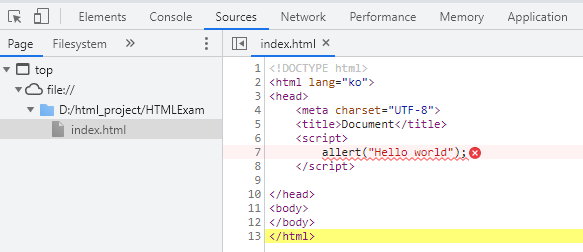 Elements Console Sources Network Performance Memory Application
Page Filesystem »
index.html ×
top
file://
D:/html_project/HTMLExam
index.html
1 <!DOCTYPE html>
2 <html lang="ko">
3 <head>
4 <meta charset="UTF-8">
5 <title>Document</title>
6 <script>
7 allert("Hello world");
8 </script>
9
10 </head>
11 <body>
12 </body>
13 </html>